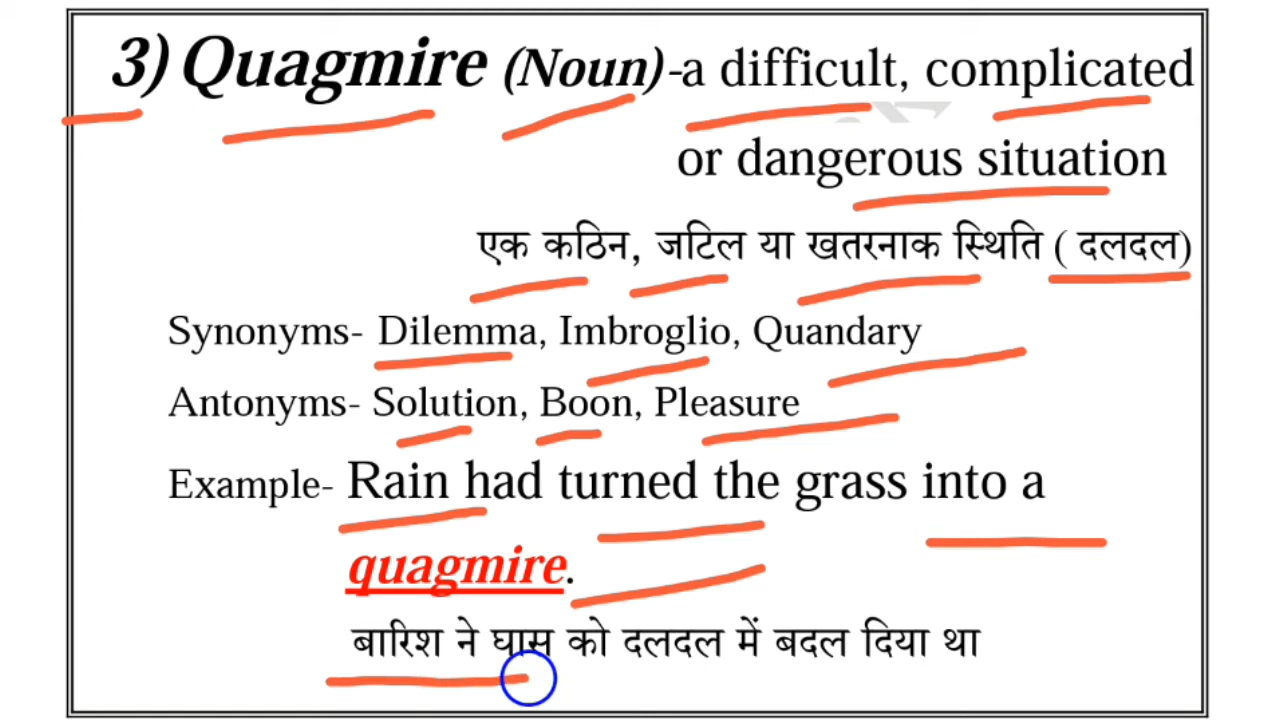 3) Quagmire (Noun)-a difficult, complicated
or dangerous situation
एक कठिन, जटिल या खतरनाक स्थिति ( दलदल)
Synonyms- Dilemma, Imbroglio, Quandary
Antonyms- Solution, Boon, Pleasure
Example- Rain had turned the grass into a
quagmire.
बारिश ने घास को दलदल में बदल दिया था